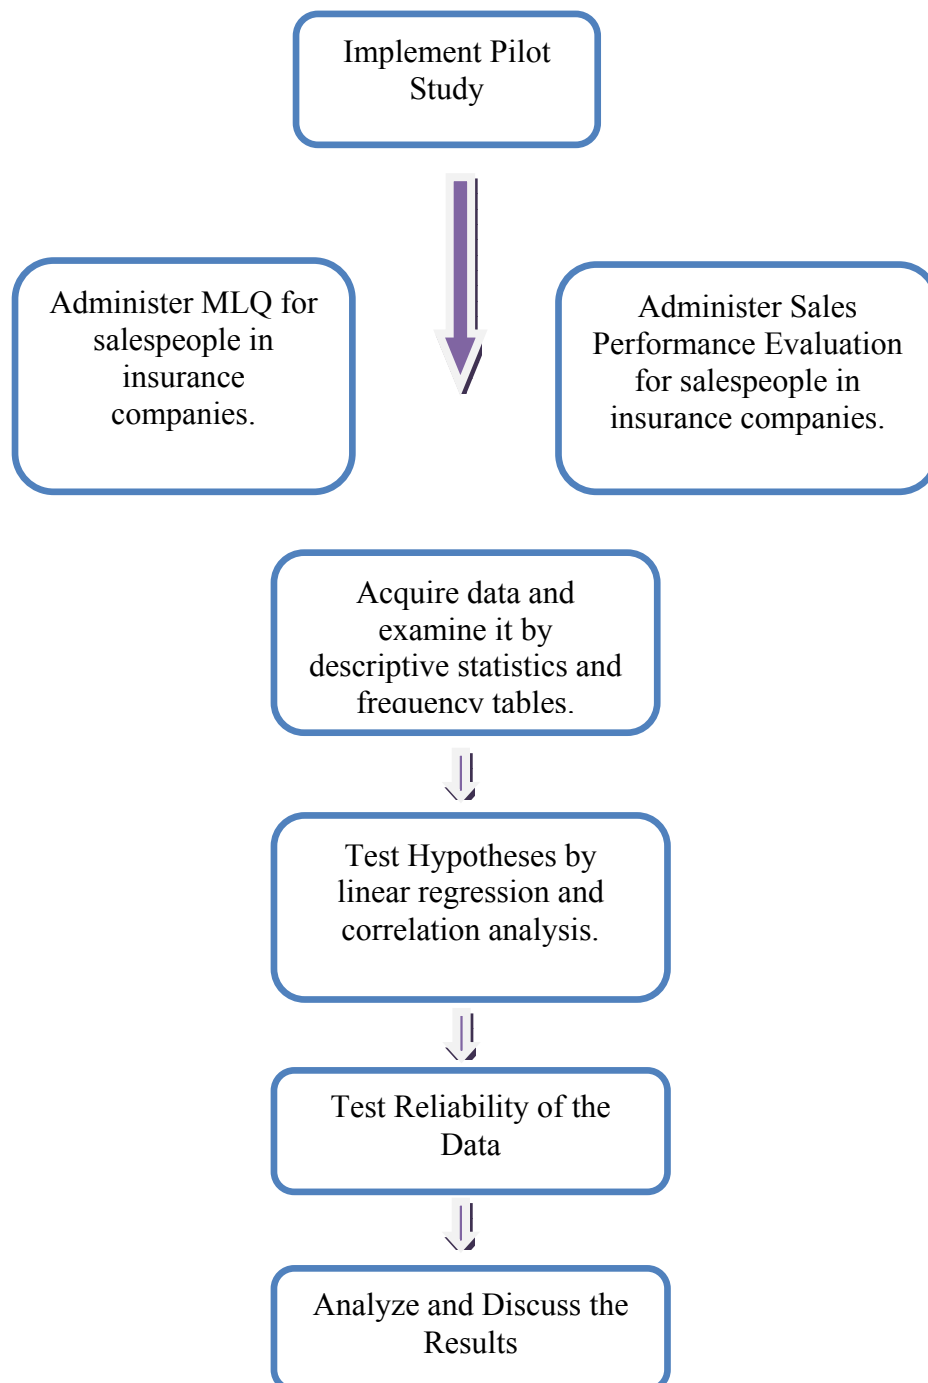 Implement Pilot
Study
Administer MLQ for
salespeople in
insurance
companies.
Administer Sales
Performance Evaluation
for salespeople in
insurance companies.
Acquire data and
examine it by
descriptive statistics and
frequency tables.
Test Hypotheses by
linear regression and
correlation analysis.
Test Reliability of the
Data
Analyze and Discuss the
Results